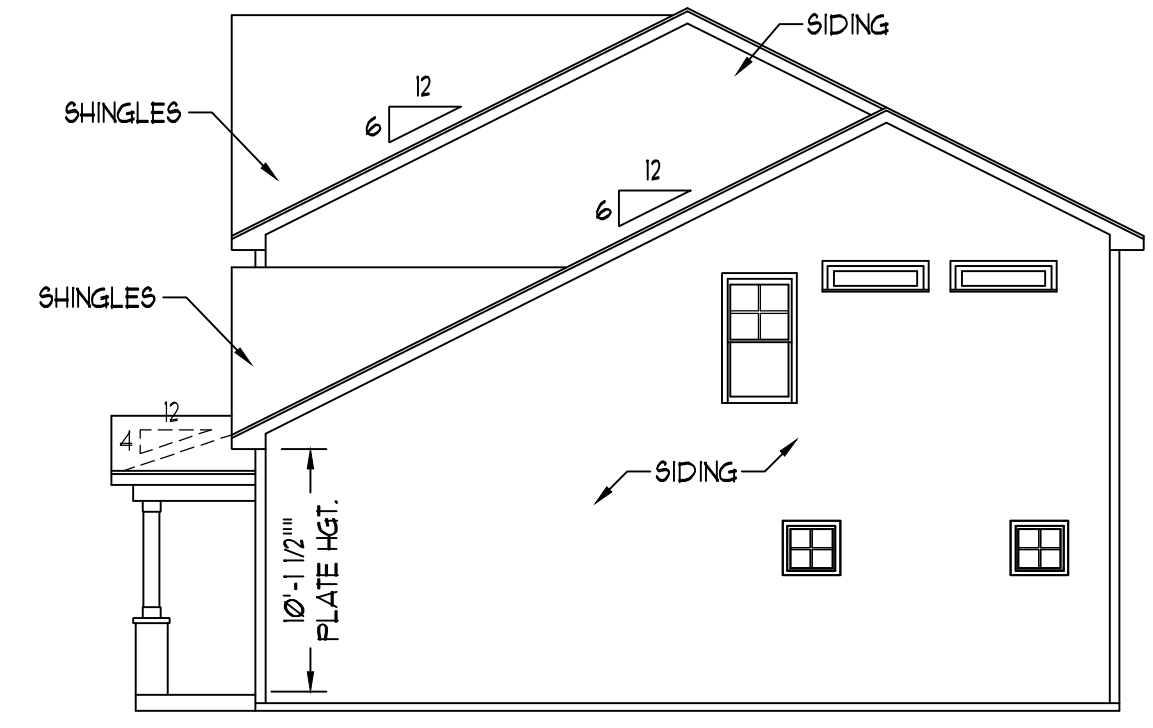 SIDING
12
SHINGLES
6
12
6
SHINGLES
12
4
SIDING
10'-1 1/2""
PLATE HGT.